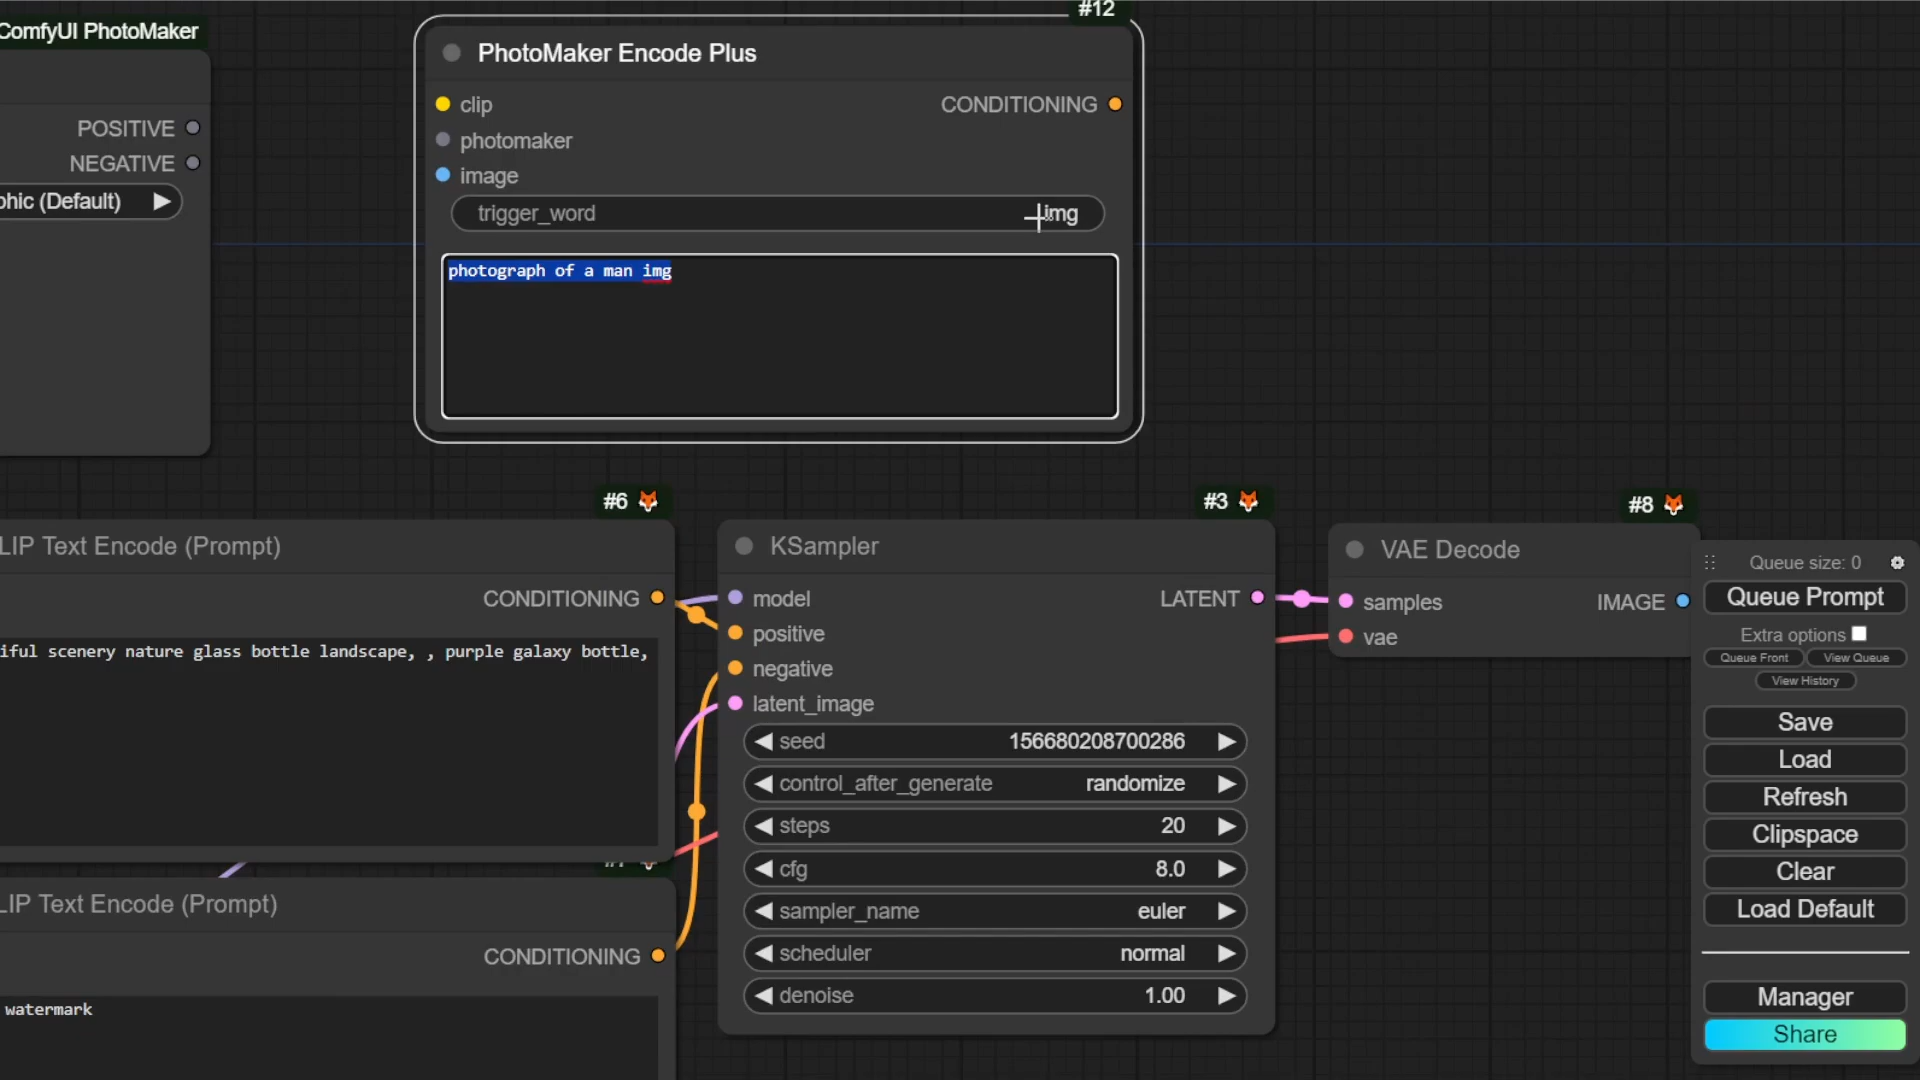 ComfyUI PhotoMaker
#12
PhotoMaker Encode Plus
clip
CONDITIONING
POSITIVE
photomaker
NEGATIVE
image
phic (Default)
trigger_word
img
photograph of a man img
#6
#3
#8
LIP Text Encode (Prompt)
KSampler
VAE Decode
Queue size: 0
CONDITIONING
model
LATENT
samples
IMAGE
Queue Prompt
positive
vae
Extra options
iful scenery nature glass bottle landscape, , purple galaxy bottle,
negative
Queue Front
View Queue
View History
latent_image
seed
156680208700286
Save
control_after_generate
randomize
Load
steps
20
Refresh
Clipspace
cfg
8.0
Clear
LIP Text Encode (Prompt)
sampler_name
euler
Load Default
CONDITIONING
scheduler
normal
denoise
1.00
Manager
watermark
Share